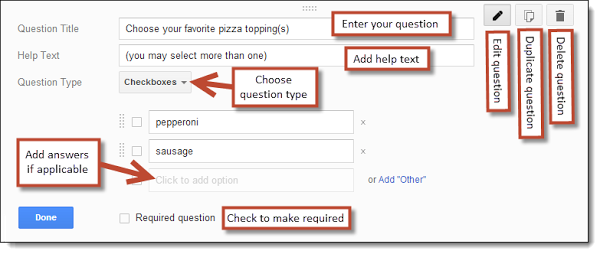 Question Title
Choose your favorite pizza topping(s)
Enter your question
Help Text
(you may select more than one)
Add help text
Question Type
Checkboxes
Choose
question type
Edit question
Duplicate question
Delete question
pepperoni
x
sausage
x
Add answers
if applicable
Click to add option
or Add "Other"
Done
Required question
Check to make required